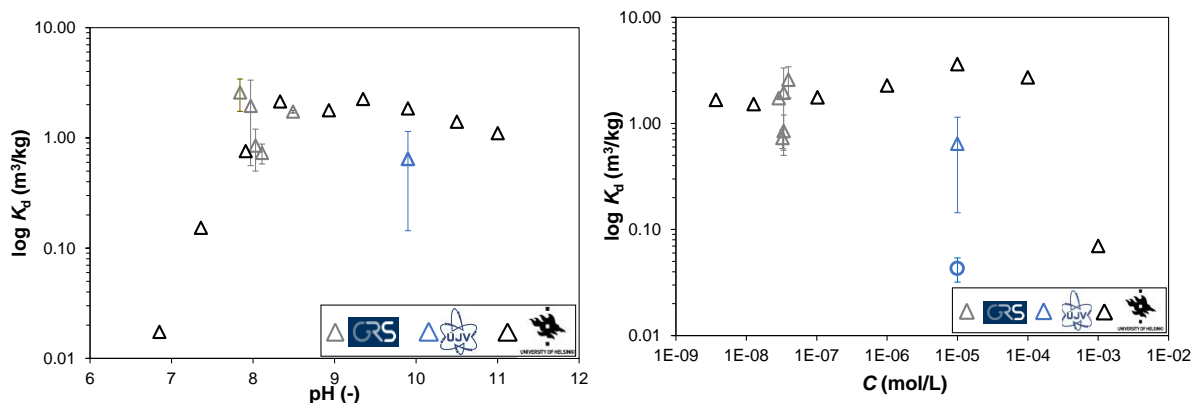 10.00
1.00
0.10
0.01
log Kd (m³/kg)
6 7 8 9 10 11 12
pH (-)
GRS
ÚJV
UNIVERSITY OF HELSINKI
10.00
1.00
0.10
0.01
log Kd (m³/kg)
1E-09 1E-08 1E-07 1E-06 1E-05 1E-04 1E-03 1E-02
C (mol/L)
GRS
ÚJV
UNIVERSITY OF HELSINKI